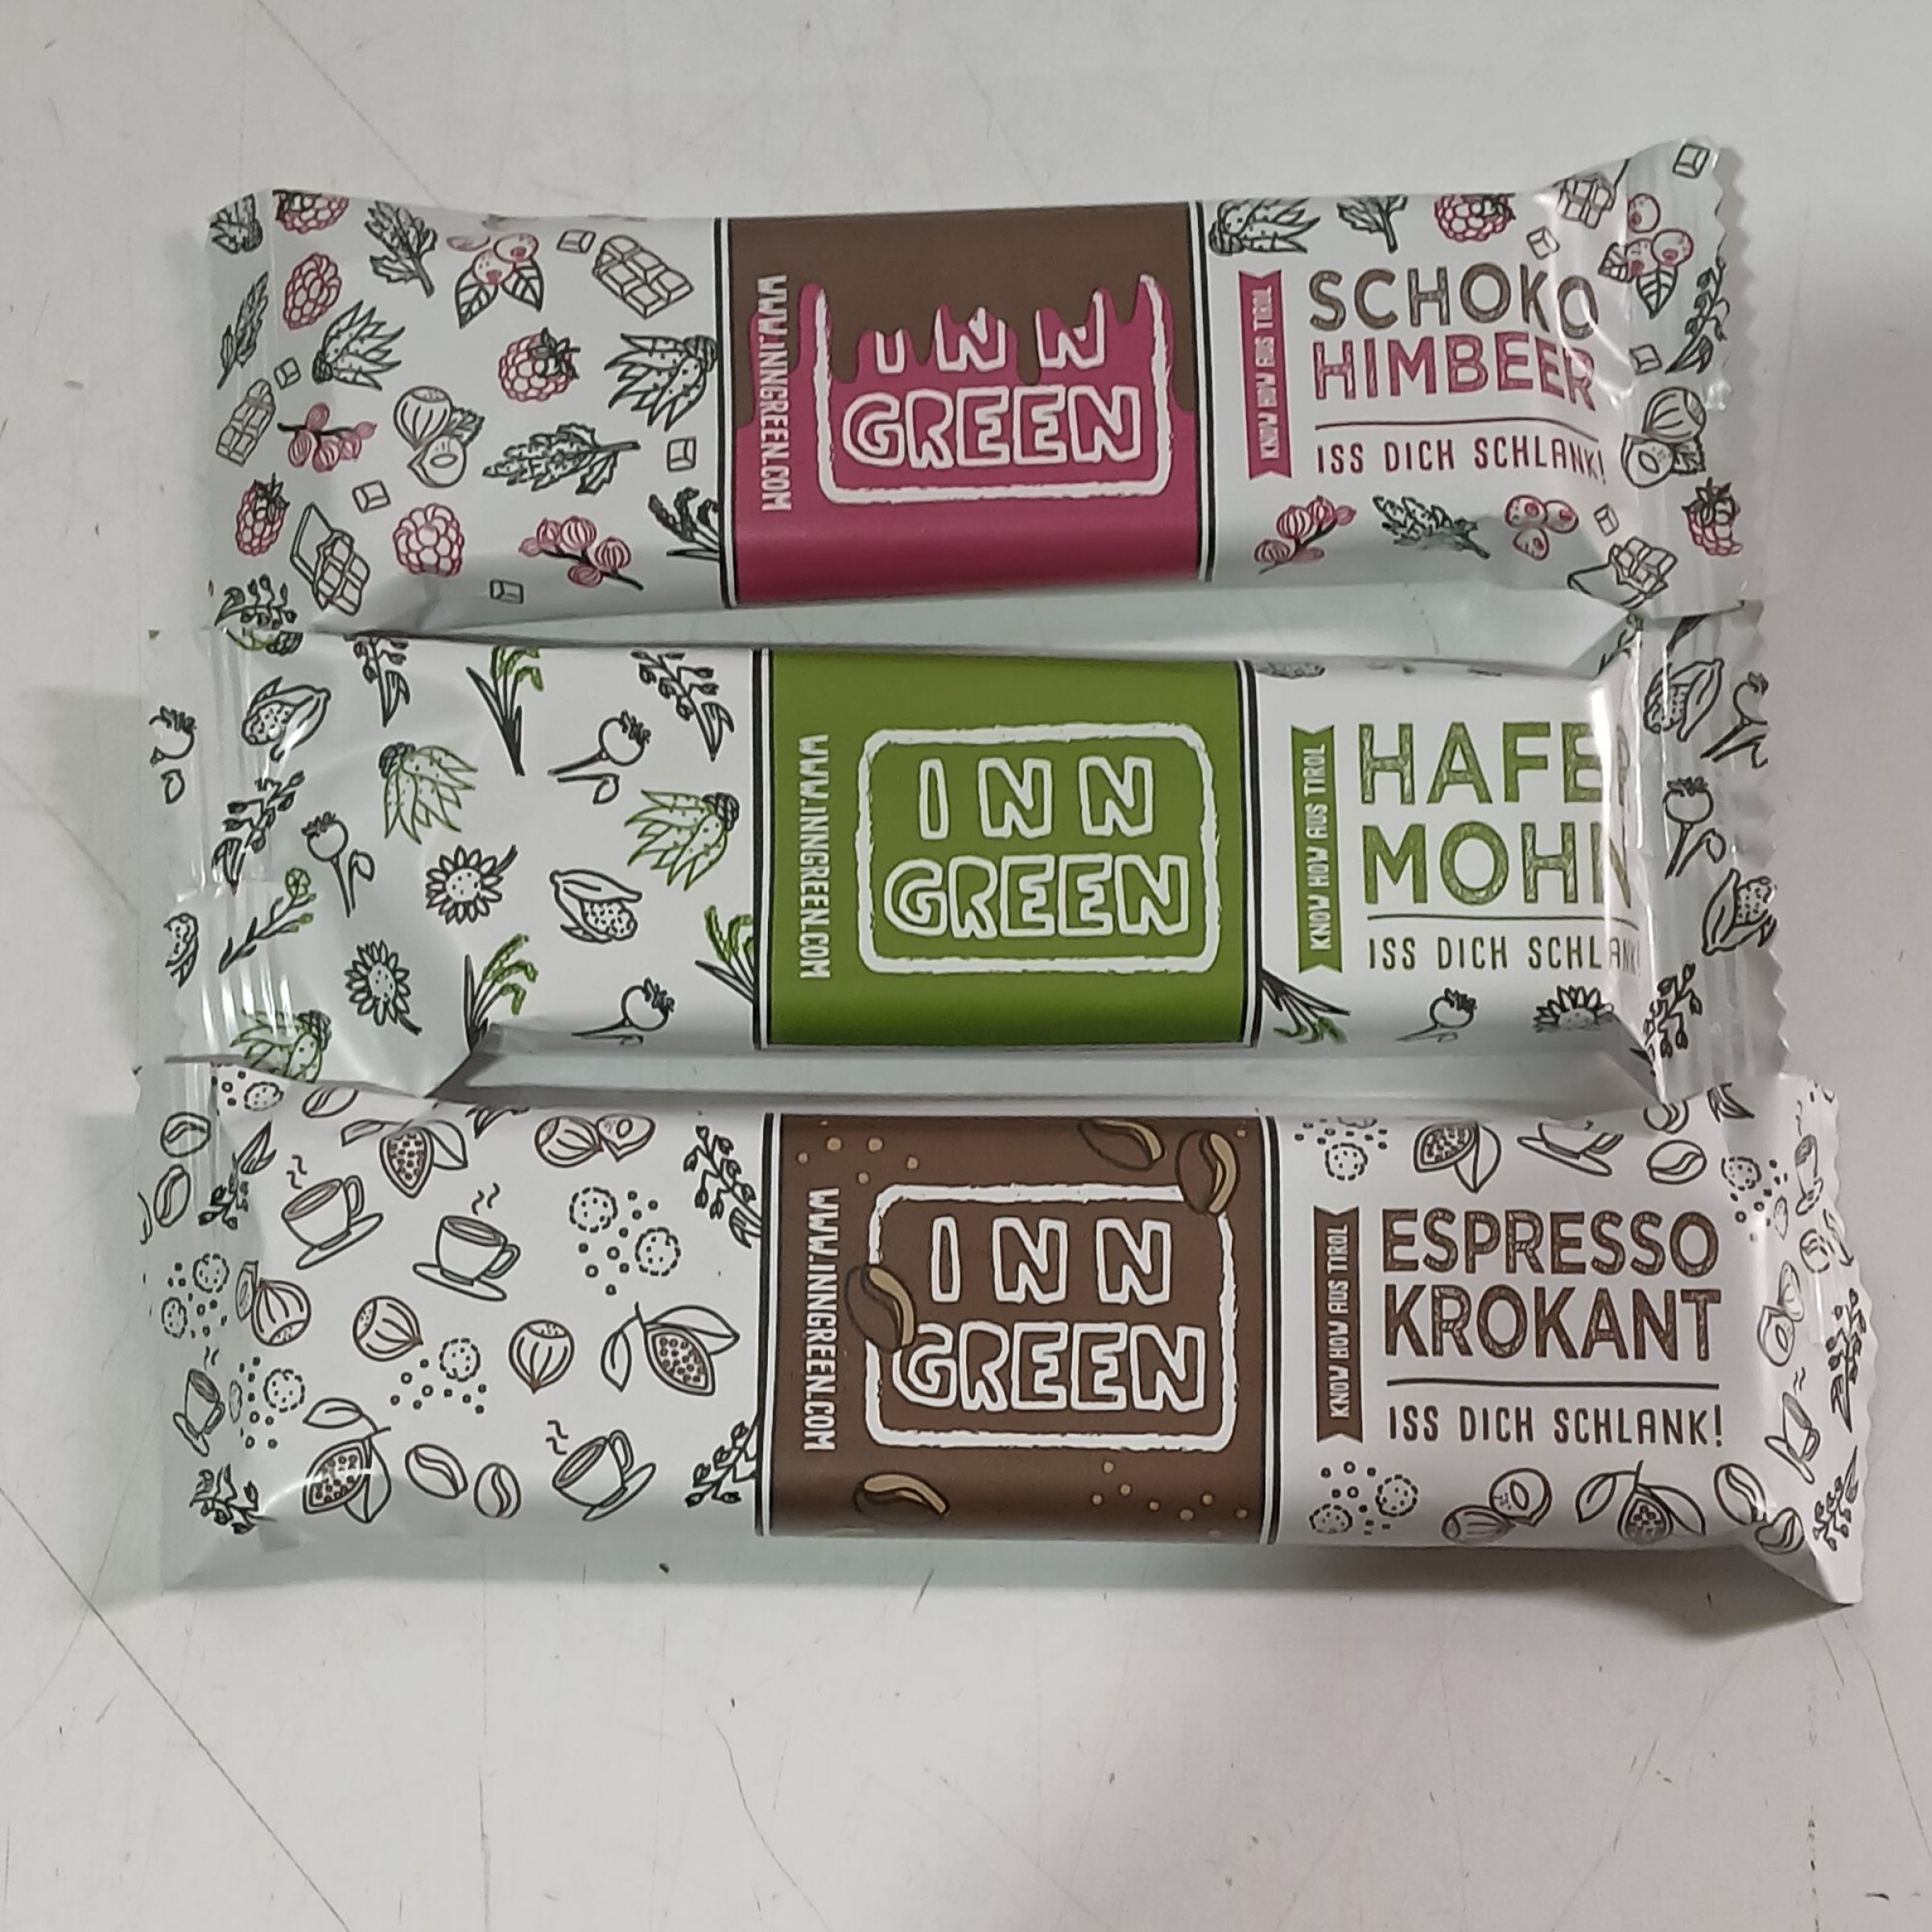 WWW.INNGREEN.COM
INN
GREEN
KNOW HOW AUS TIROL
SCHOKO
HIMBEER
ISS DICH SCHLANK!
WWW.INNGREEN.COM
INN
GREEN
KNOW HOW AUS TIROL
HAFER
MOHN
ISS DICH SCHLANK!
WWW.INNGREEN.COM
INN
GREEN
KNOW HOW AUS TIROL
ESPRESSO
KROKANT
ISS DICH SCHLANK!